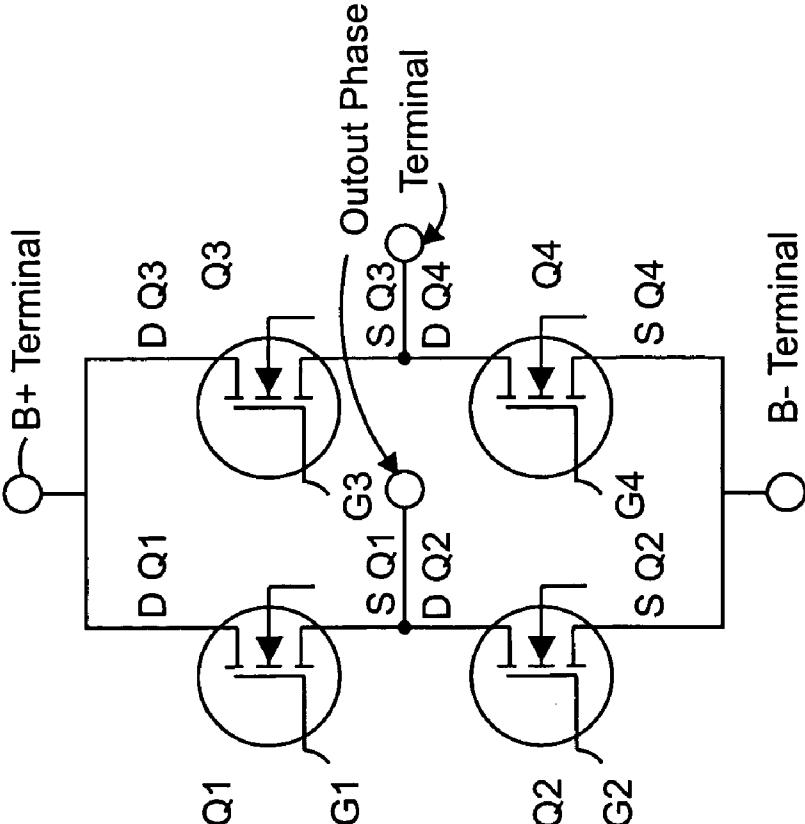 B+ Terminal
D Q1
D Q3
Q1
Q3
G1
G3
Outout Phase
Terminal
S Q1
D Q2
S Q3
D Q4
Q2
Q4
G2
G4
S Q2
S Q4
B- Terminal